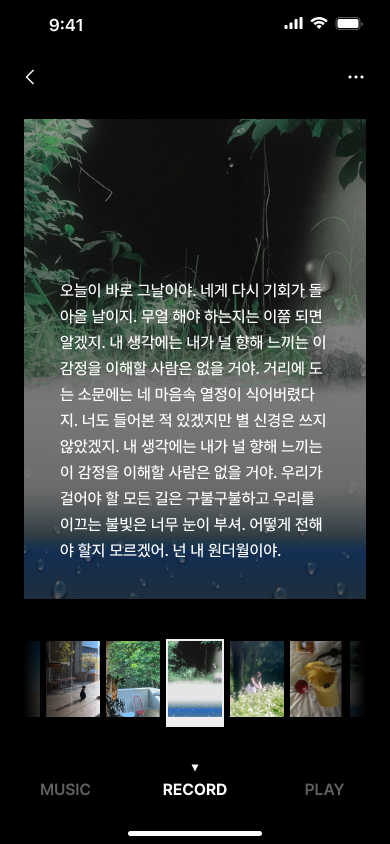 9:41
오늘이 바로 그날이야. 네게 다시 기회가 돌
아올 날이지. 무얼 해야 하는지는 이쯤 되면
알겠지. 내 생각에는 내가 널 향해 느끼는 이
감정을 이해할 사람은 없을 거야. 거리에 도
는 소문에는 네 마음속 열정이 식어버렸다
지. 너도 들어본 적 있겠지만 별 신경은 쓰지
않았겠지. 내 생각에는 내가 널 향해 느끼는
이 감정을 이해할 사람은 없을 거야. 우리가
걸어야 할 모든 길은 구불구불하고 우리를
이끄는 불빛은 너무 눈이 부셔. 어떻게 전해
야 할지 모르겠어. 넌 내 원더월이야.
MUSIC
RECORD
PLAY